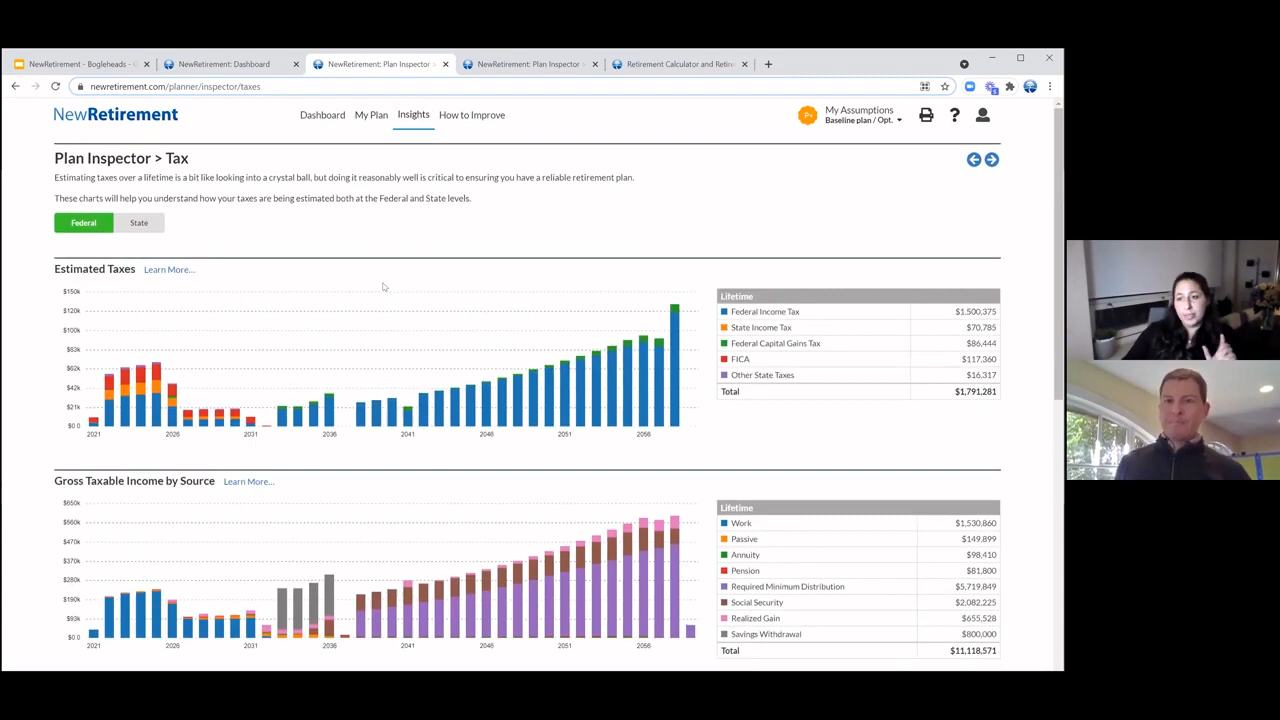 NewRetirement - Bogleheads -
NewRetirement: Dashboard
NewRetirement: Plan Inspector
NewRetirement: Plan Inspector
Retirement Calculator and Retire
newretirement.com/planner/inspector/taxes
NewRetirement
Dashboard
My Plan
Insights
How to Improve
P+
My Assumptions
Baseline plan / Opt.
Plan Inspector > Tax
Estimating taxes over a lifetime is a bit like looking into a crystal ball, but doing it reasonably well is critical to ensuring you have a reliable retirement plan.
These charts will help you understand how your taxes are being estimated both at the Federal and State levels.
Federal
State
Estimated Taxes Learn More...
$150k
$120k
$100k
$83k
$62k
$42k
$21k
$0.0
2021 2026 2031 2036 2041 2046 2051 2056
Lifetime
Federal Income Tax $1,500,375
State Income Tax $70,785
Federal Capital Gains Tax $86,444
FICA $117,360
Other State Taxes $16,317
Total $1,791,281
Gross Taxable Income by Source Learn More...
$650k
$560k
$470k
$370k
$280k
$190k
$93k
$0.0
2021 2026 2031 2036 2041 2046 2051 2056
Lifetime
Work $1,530,860
Passive $149,899
Annuity $98,410
Pension $81,800
Required Minimum Distribution $5,719,849
Social Security $2,082,225
Realized Gain $655,528
Savings Withdrawal $800,000
Total $11,118,571